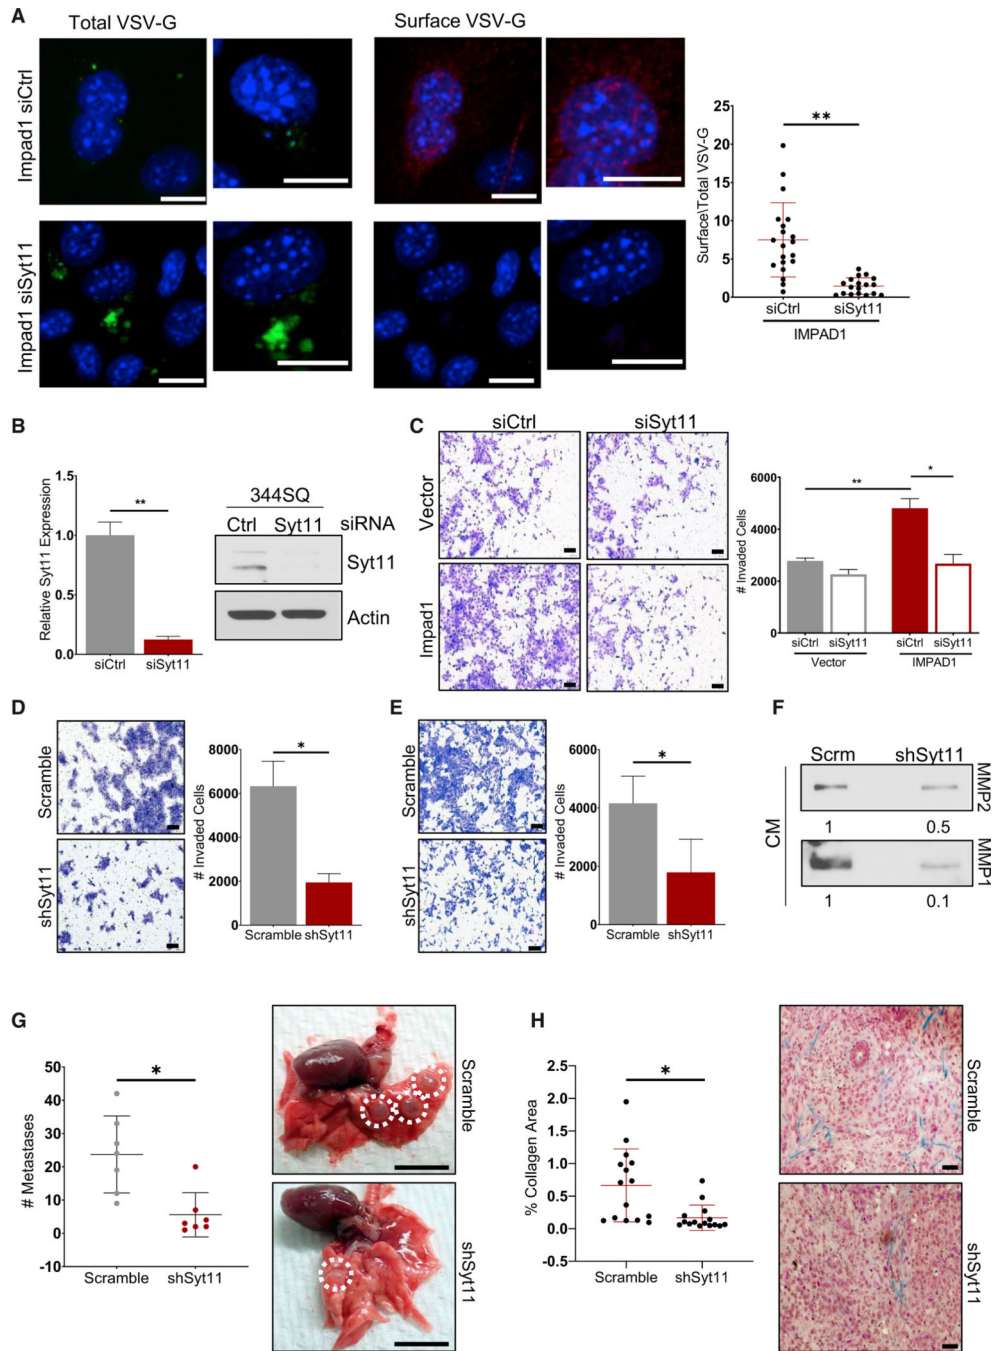 A
Total VSV-G
Surface VSV-G
Impad1 siCtrl
Impad1 siSyt11
Surface\Total VSV-G
25
20
15
10
5
0
**
siCtrl
siSyt11
IMPAD1
B
Relative Syt11 Expression
1.5
1.0
0.5
0.0
**
siCtrl
siSyt11
344SQ
Ctrl
Syt11
siRNA
Syt11
Actin
C
siCtrl
siSyt11
Vector
Impad1
# Invaded Cells
6000
4000
2000
0
**
*
siCtrl
siSyt11
siCtrl
siSyt11
Vector
IMPAD1
D
Scramble
shSyt11
# Invaded Cells
8000
6000
4000
2000
0
*
Scramble
shSyt11
E
Scramble
shSyt11
# Invaded Cells
6000
4000
2000
0
*
Scramble
shSyt11
F
Scrm
shSyt11
CM
MMP2
1
0.5
MMP1
1
0.1
G
# Metastases
50
40
30
20
10
0
-10
*
Scramble
shSyt11
Scramble
shSyt11
H
% Collagen Area
2.5
2.0
1.5
1.0
0.5
0.0
-0.5
*
Scramble
shSyt11
Scramble
shSyt11